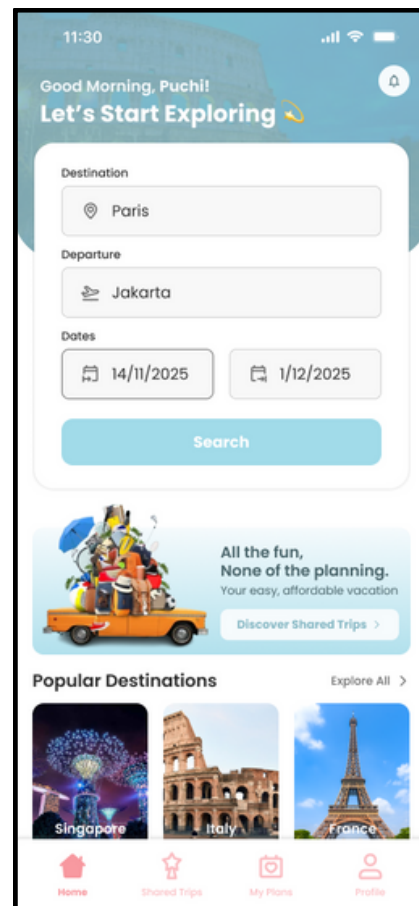 11:30
Good Morning, Puchi!
Let's Start Exploring
Destination
Paris
Departure
Jakarta
Dates
14/11/2025
1/12/2025
Search
All the fun,
None of the planning.
Your easy, affordable vacation
Discover Shared Trips >
Popular Destinations
Explore All >
Singapore
Italy
France
Home
Shared Trips
My Plans
Profile